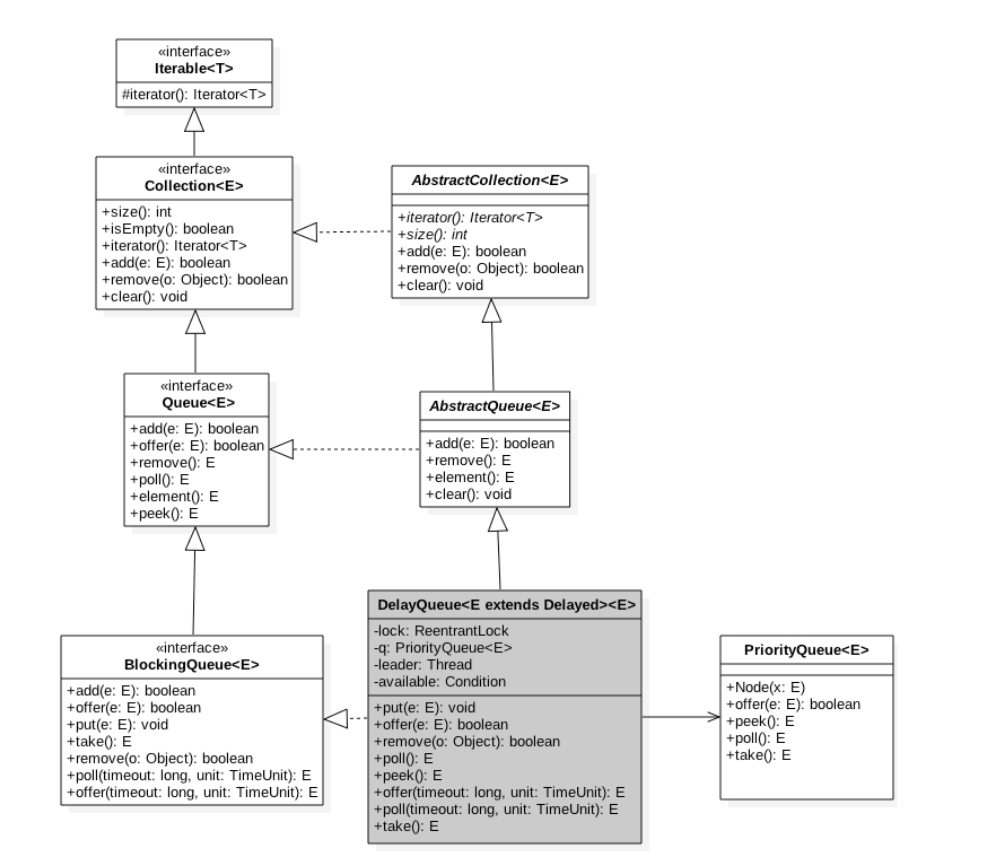 «interface»
Iterable<T>
#iterator(): Iterator<T>
«interface»
Collection<E>
+size(): int
+isEmpty(): boolean
+iterator(): Iterator<T>
+add(e: E): boolean
+remove(o: Object): boolean
+clear(): void
AbstractCollection<E>
+iterator(): Iterator<T>
+size(): int
+add(e: E): boolean
+remove(o: Object): boolean
+clear(): void
«interface»
Queue<E>
+add(e: E): boolean
+offer(e: E): boolean
+remove(): E
+poll(): E
+element(): E
+peek(): E
AbstractQueue<E>
+add(e: E): boolean
+remove(): E
+element(): E
+clear(): void
«interface»
BlockingQueue<E>
+add(e: E): boolean
+offer(e: E): boolean
+put(e: E): void
+take(): E
+remove(o: Object): boolean
+poll(timeout: long, unit: TimeUnit): E
+offer(timeout: long, unit: TimeUnit): E
DelayQueue<E extends Delayed><E>
-lock: ReentrantLock
-q: PriorityQueue<E>
-leader: Thread
-available: Condition
+put(e: E): void
+offer(e: E): boolean
+remove(o: Object): boolean
+poll(): E
+peek(): E
+offer(timeout: long, unit: TimeUnit): E
+poll(timeout: long, unit: TimeUnit): E
+take(): E
PriorityQueue<E>
+Node(x: E)
+offer(e: E): boolean
+peek(): E
+poll(): E
+take(): E